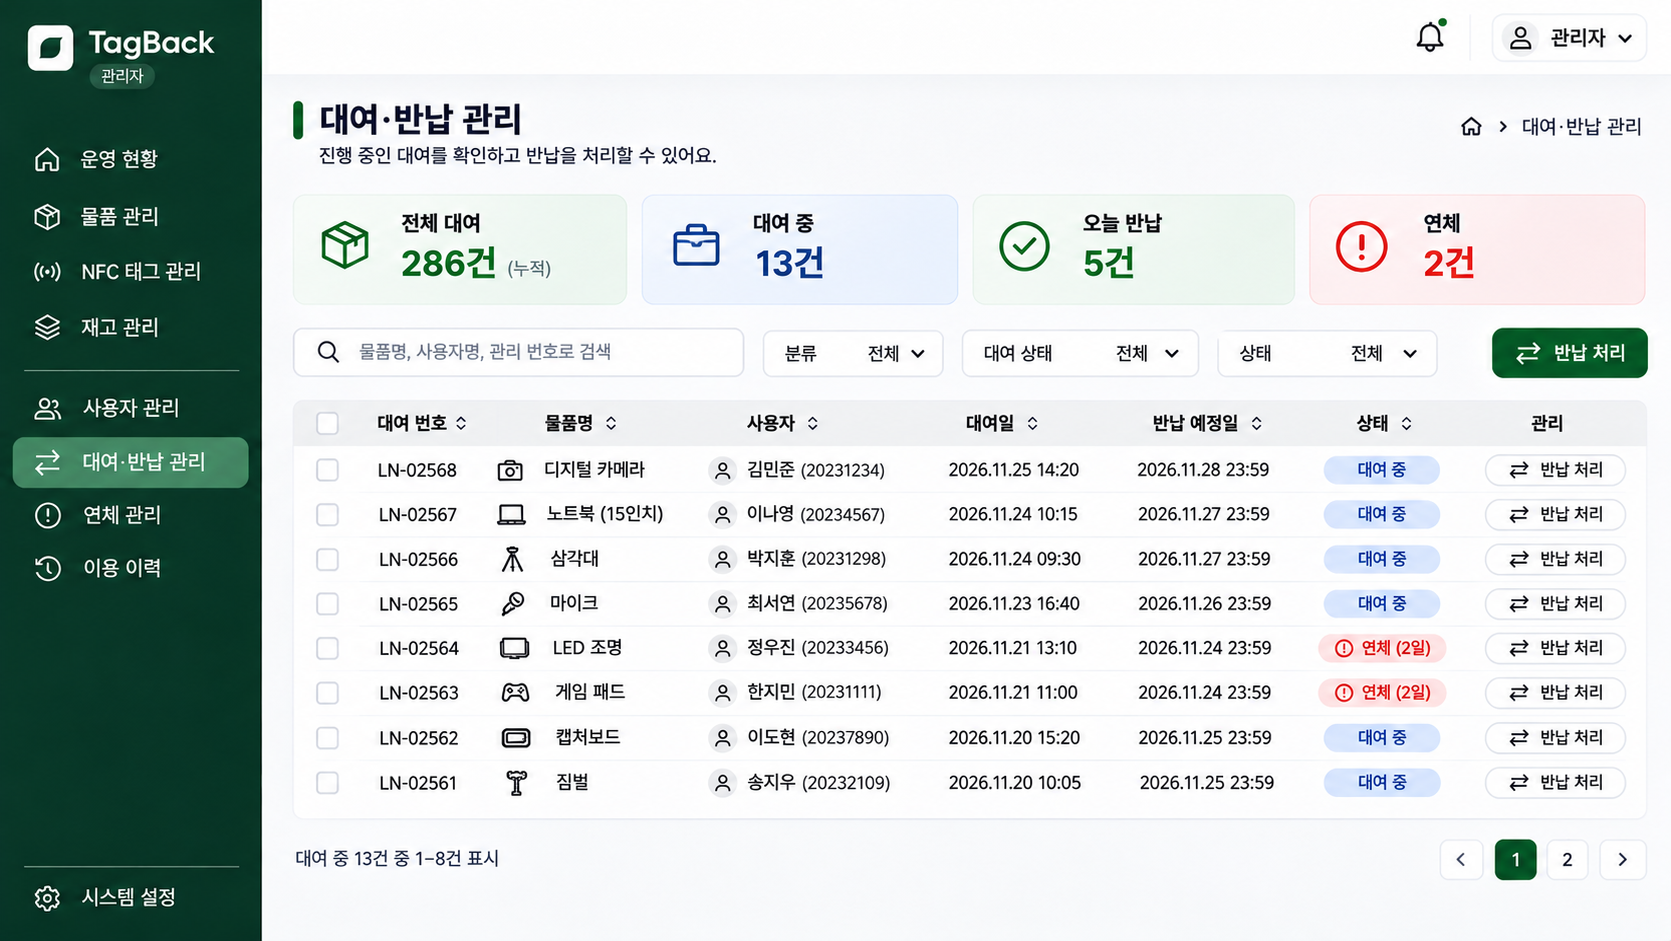 TagBack
관리자
운영 현황
물품 관리
NFC 태그 관리
재고 관리
사용자 관리
대여·반납 관리
연체 관리
이용 이력
시스템 설정
관리자
대여·반납 관리
진행 중인 대여를 확인하고 반납을 처리할 수 있어요.
대여·반납 관리
전체 대여
286건 (누적)
대여 중
13건
오늘 반납
5건
연체
2건
물품명, 사용자명, 관리 번호로 검색
분류 전체
대여 상태 전체
상태 전체
반납 처리
대여 번호 물품명 사용자 대여일 반납 예정일 상태 관리
LN-02568 디지털 카메라 김민준 (20231234) 2026.11.25 14:20 2026.11.28 23:59 대여 중 반납 처리
LN-02567 노트북 (15인치) 이나영 (20234567) 2026.11.24 10:15 2026.11.27 23:59 대여 중 반납 처리
LN-02566 삼각대 박지훈 (20231298) 2026.11.24 09:30 2026.11.27 23:59 대여 중 반납 처리
LN-02565 마이크 최서연 (20235678) 2026.11.23 16:40 2026.11.26 23:59 대여 중 반납 처리
LN-02564 LED 조명 정우진 (20233456) 2026.11.21 13:10 2026.11.24 23:59 연체 (2일) 반납 처리
LN-02563 게임 패드 한지민 (20231111) 2026.11.21 11:00 2026.11.24 23:59 연체 (2일) 반납 처리
LN-02562 캡처보드 이도현 (20237890) 2026.11.20 15:20 2026.11.25 23:59 대여 중 반납 처리
LN-02561 짐벌 송지우 (20232109) 2026.11.20 10:05 2026.11.25 23:59 대여 중 반납 처리
대여 중 13건 중 1–8건 표시
1 2